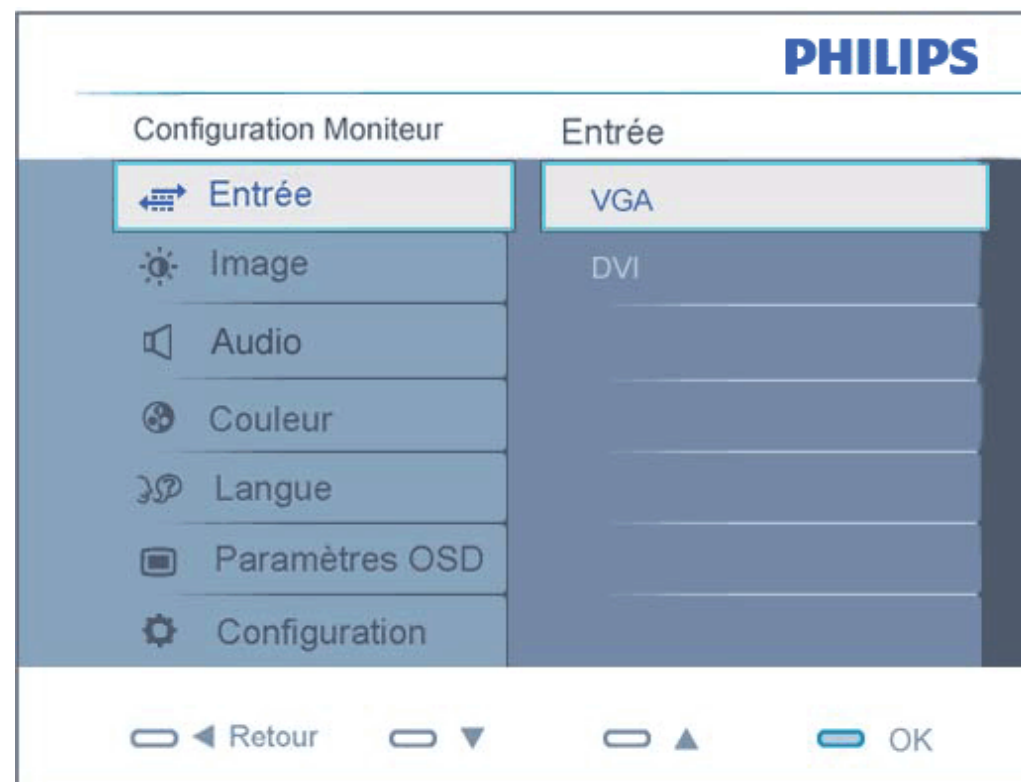 PHILIPS
Configuration Moniteur
Entrée
Entrée
VGA
Image
DVI
Audio
Couleur
Langue
Paramètres OSD
Configuration
Retour
OK